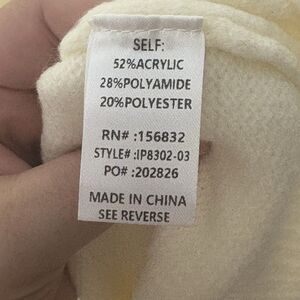 SELF:
52%ACRYLIC
28%POLYAMIDE
20%POLYESTER
RN# :156832
STYLE# :IP8302-03
PO# :202826
MADE IN CHINA
SEE REVERSE